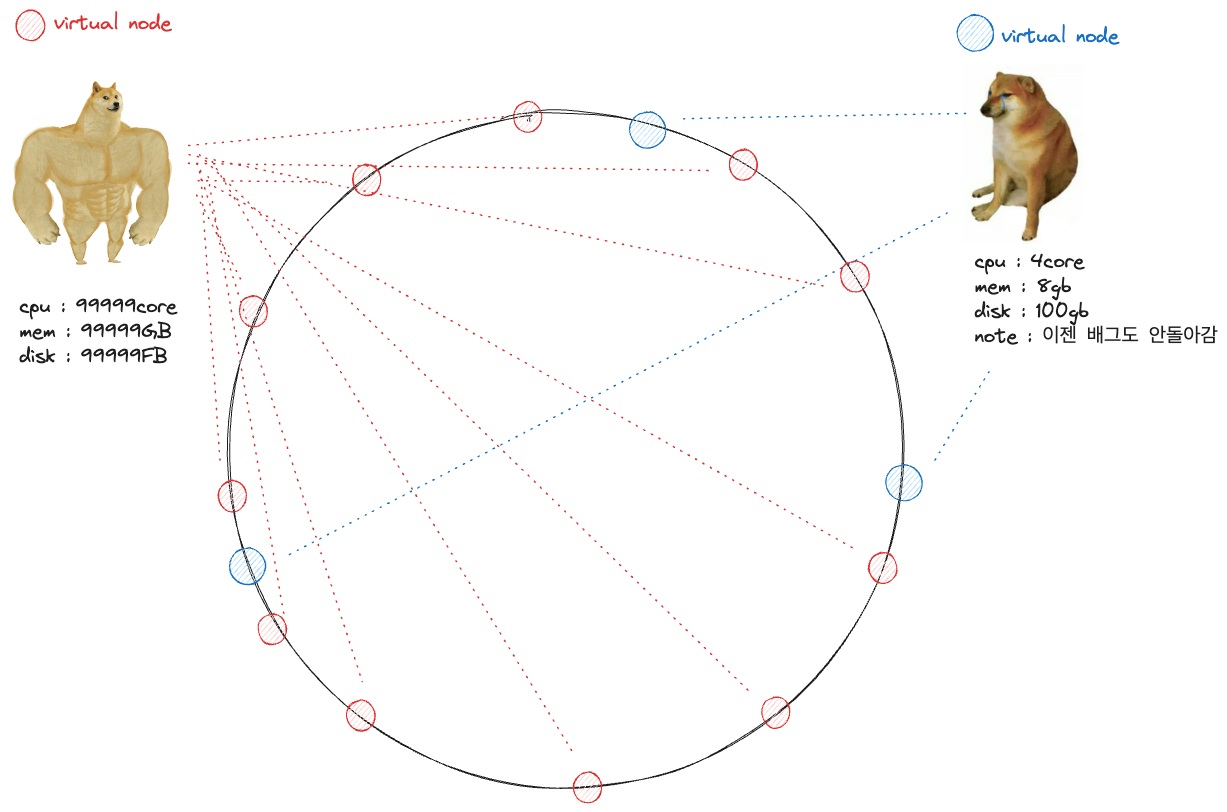 virtual node
virtual node
cpu : 99999core
mem : 99999GB
disk : 99999FB
cpu : 4core
mem : 8gb
disk : 100gb
note : 이젠 배그도 안돌아감